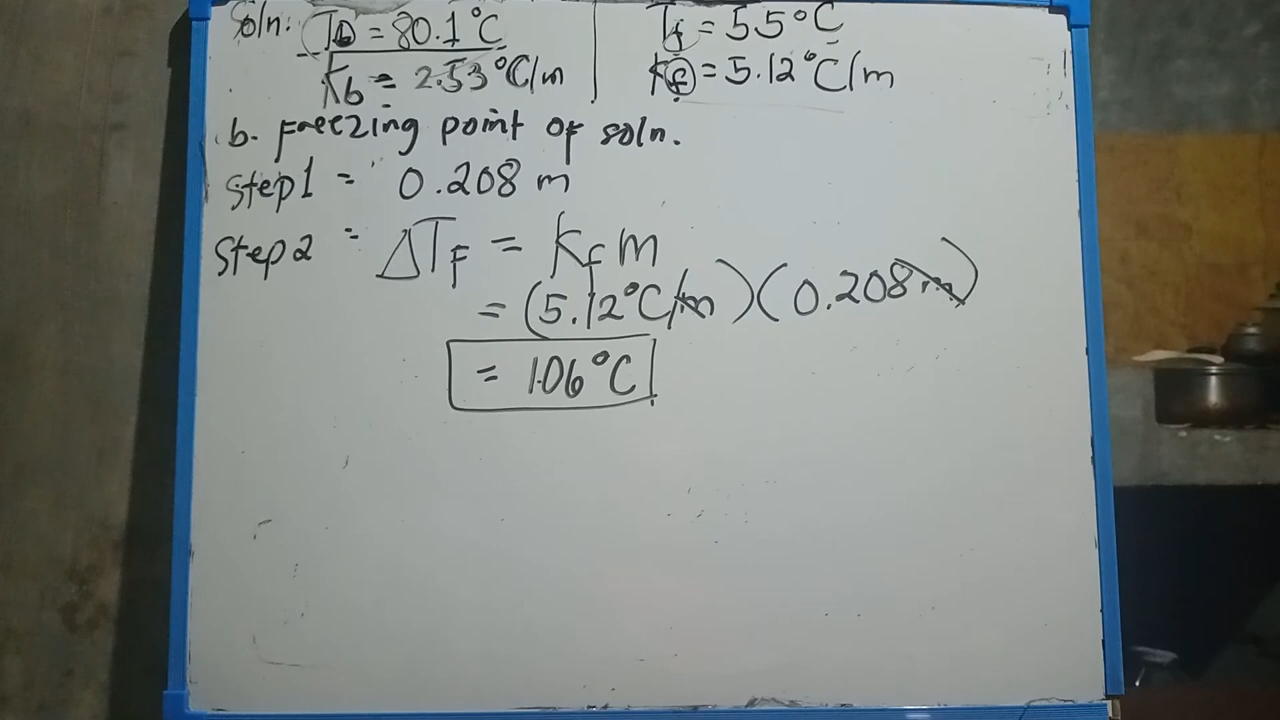 Soln: Tb = 80.1°C
Kb = 2.53°C/m
Tf = 5.5°C
Kf = 5.12°C/m
b. Freezing point of soln.
Step1 = 0.208 m
Step2 = ΔTF = Kf m
= (5.12°C/m)(0.208m)
= 1.06°C